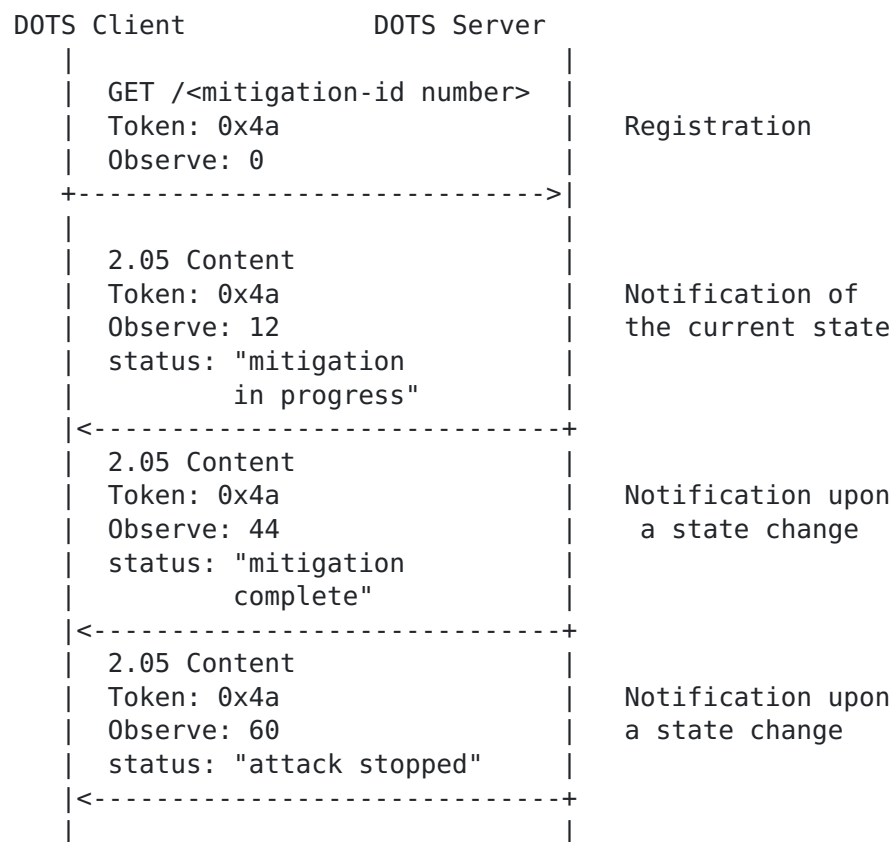 DOTS Client            DOTS Server
   |                                |
   |  GET /<mitigation-id number>  |
   |  Token: 0x4a                   |   Registration
   |  Observe: 0                    |
   +------------------------------>|
   |                                |
   |  2.05 Content                  |
   |  Token: 0x4a                   |   Notification of
   |  Observe: 12                   |   the current state
   |  status: "mitigation           |
   |          in progress"          |
   |<------------------------------+
   |  2.05 Content                  |
   |  Token: 0x4a                   |   Notification upon
   |  Observe: 44                   |    a state change
   |  status: "mitigation           |
   |          complete"             |
   |<------------------------------+
   |  2.05 Content                  |
   |  Token: 0x4a                   |   Notification upon
   |  Observe: 60                   |   a state change
   |  status: "attack stopped"      |
   |<------------------------------+
   |                                |